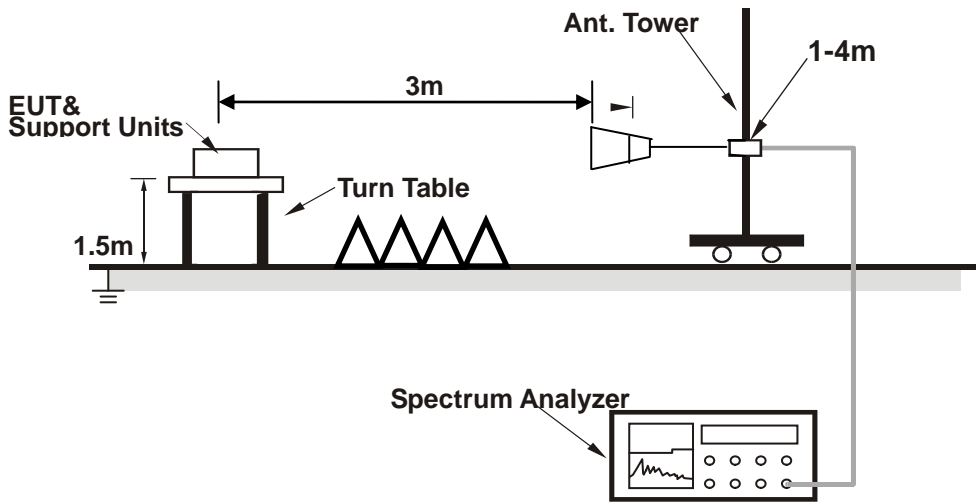 Ant. Tower
1-4m
3m
EUT&
Support Units
Turn Table
1.5m
Spectrum Analyzer